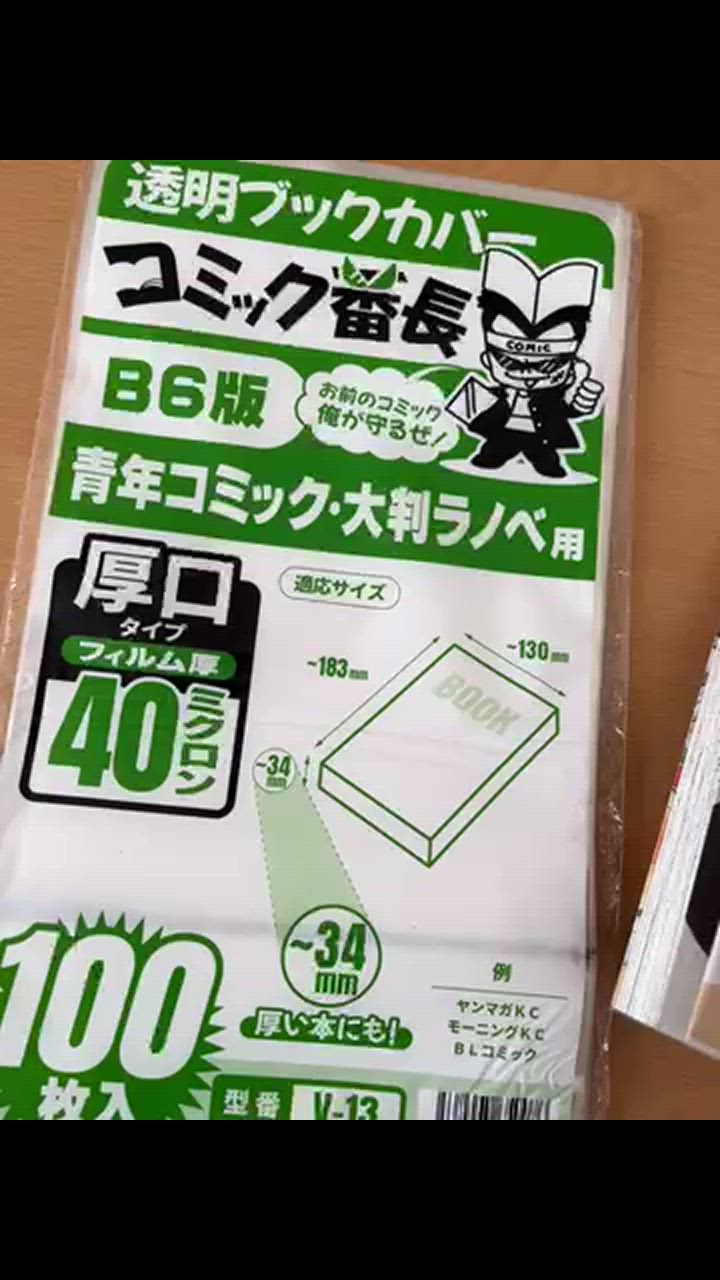 透明ブックカバー
コミック番長
COMIC
B6版
お前のコミック
俺が守るぜ!
青年コミック・大判ラノベ用
厚口
タイプ
フィルム厚
40ミクロン
適応サイズ
~183mm
~130mm
BOOK
~34
mm
~34
mm
厚い本にも!
100
枚入
例
ヤンマガKC
モーニングKC
BLコミック
型番
V-13